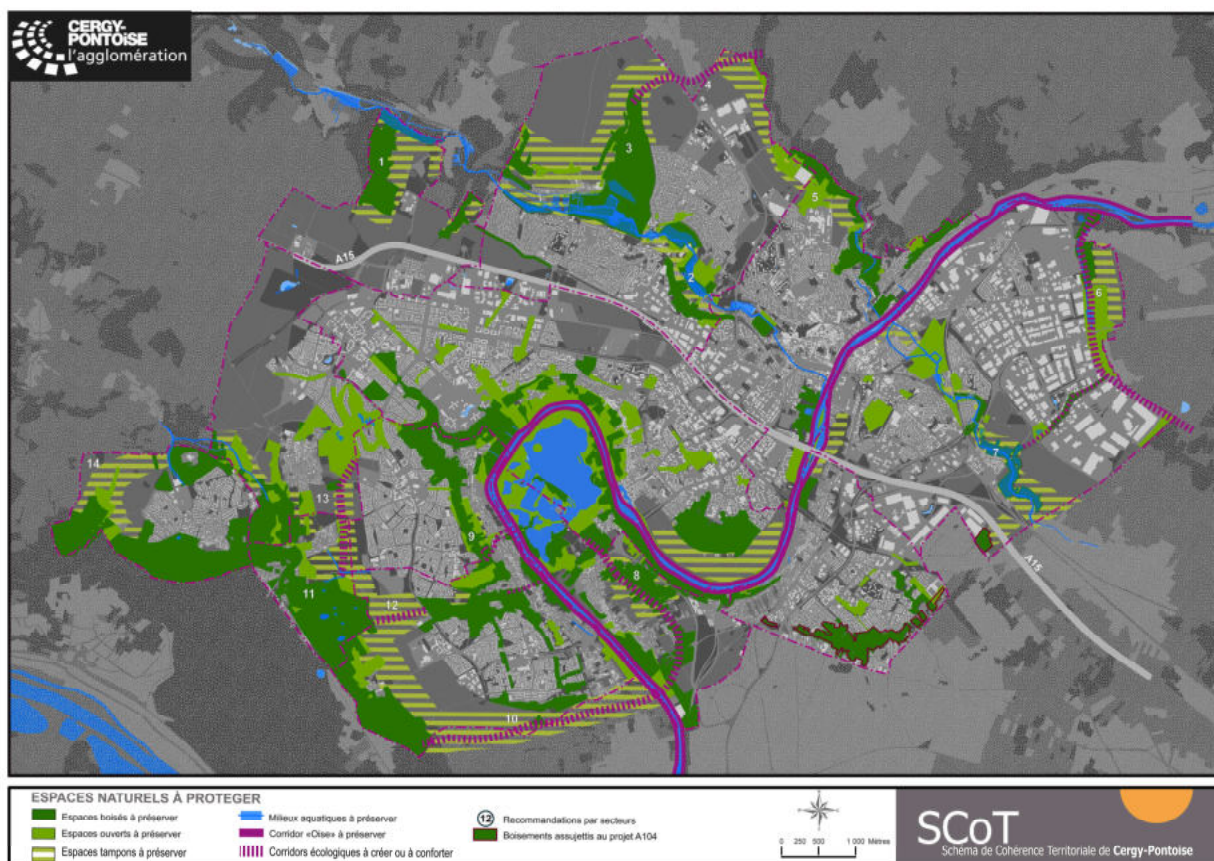 CERGY-
PONTOISE
l'agglomération
4
3
1
5
A15
2
6
7
14
13
9
8
11
12
A15
10
ESPACES NATURELS À PROTEGER
Espaces boisés à préserver
Espaces ouverts à préserver
Espaces tampons à préserver
Milieux aquatiques à préserver
Corridor «Oise» à préserver
Corridors écologiques à créer ou à conforter
12 Recommandations par secteurs
Boisements assujettis au projet A104
0 250 500 1 000 Mètres
SCoT
Schéma de Cohérence Territoriale de Cergy-Pontoise